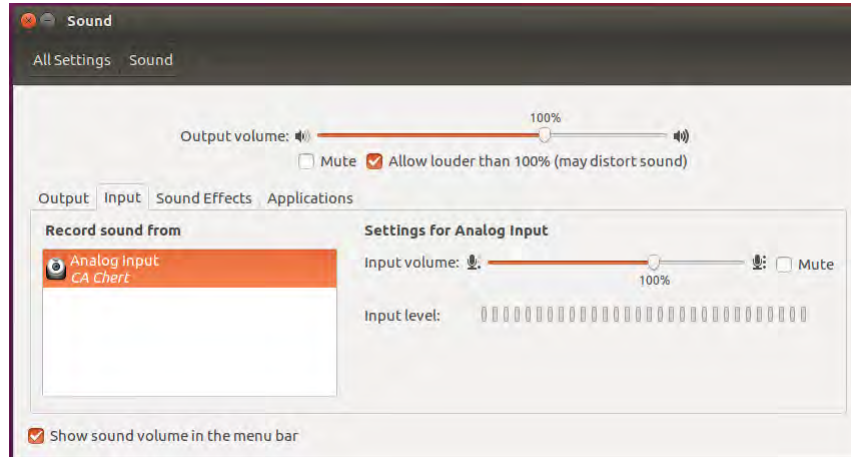 Sound
All Settings Sound
100%
Output volume:
Mute Allow louder than 100% (may distort sound)
Output Input Sound Effects Applications
Record sound from
Settings for Analog Input
Analog Input
CA Chert
Input volume:
Mute
100%
Input level:
Show sound volume in the menu bar